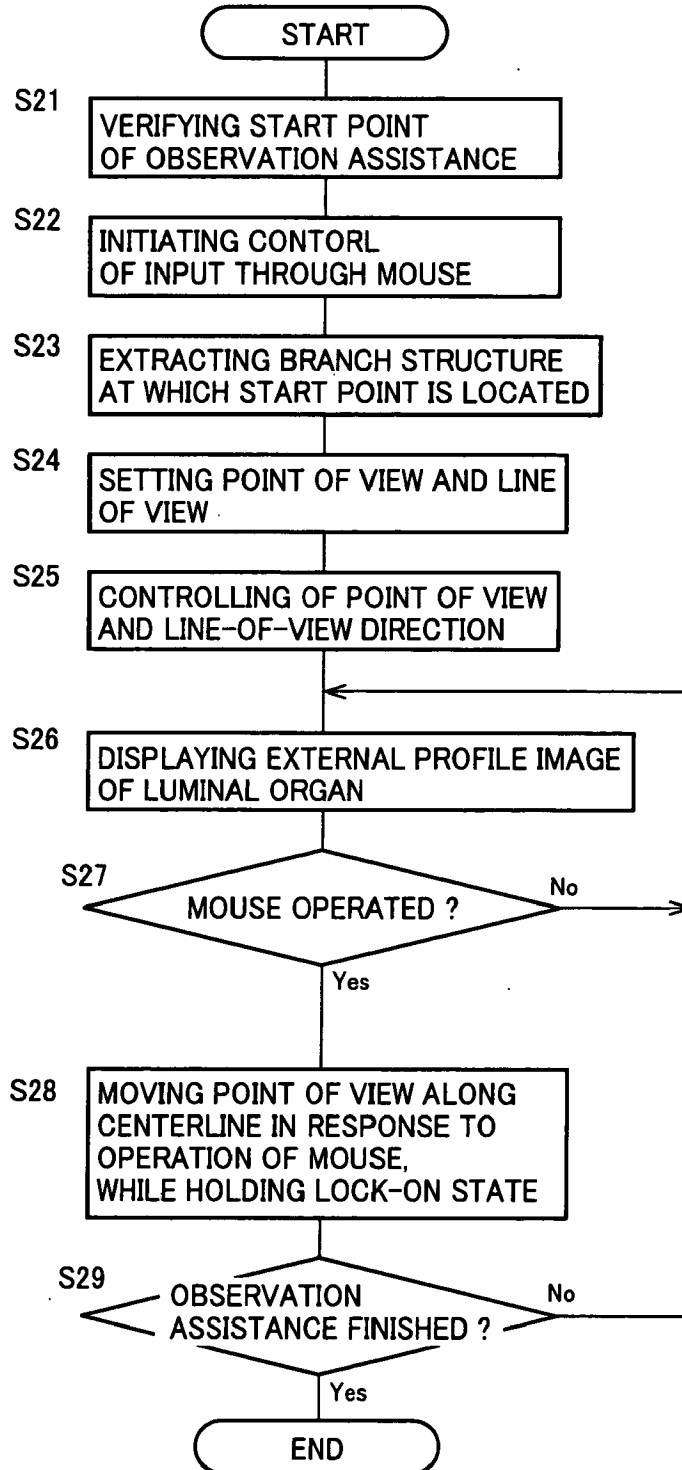 START
S21
VERIFYING START POINT
OF OBSERVATION ASSISTANCE
S22
INITIATING CONTORL
OF INPUT THROUGH MOUSE
S23
EXTRACTING BRANCH STRUCTURE
AT WHICH START POINT IS LOCATED
S24
SETTING POINT OF VIEW AND LINE
OF VIEW
S25
CONTROLLING OF POINT OF VIEW
AND LINE-OF-VIEW DIRECTION
S26
DISPLAYING EXTERNAL PROFILE IMAGE
OF LUMINAL ORGAN
S27
MOUSE OPERATED ?
No
Yes
S28
MOVING POINT OF VIEW ALONG
CENTERLINE IN RESPONSE TO
OPERATION OF MOUSE,
WHILE HOLDING LOCK-ON STATE
S29
OBSERVATION
ASSISTANCE FINISHED ?
No
Yes
END